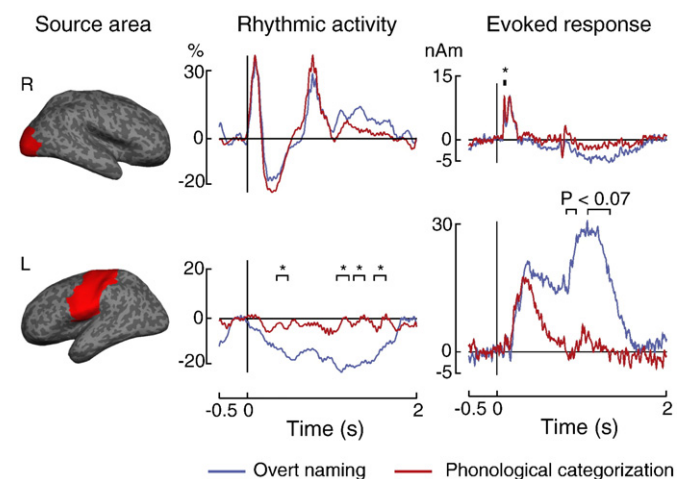 Source area Rhythmic activity Evoked response
% nAm
R 30 15
*
0 0
-20 -5
P < 0.07
L 20 30
* * * *
0
-20 0
-5
-0.5 0 2 -0.5 0 2
Time (s) Time (s)
Overt naming Phonological categorization